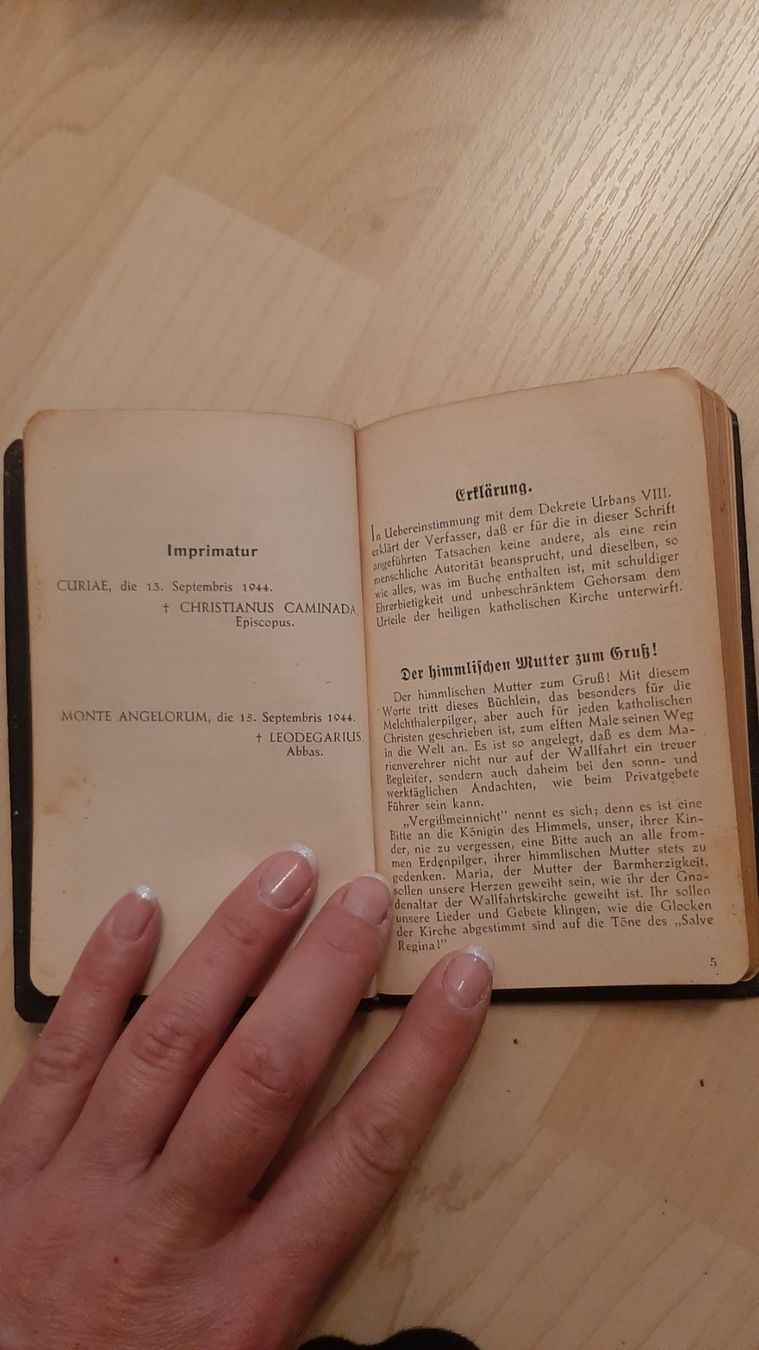 Imprimatur
CURIAE, die 13. Septembris 1944.
† CHRISTIANUS CAMINADA
Episcopus.
MONTE ANGELORUM, die 15. Septembris 1944.
† LEODEGARIUS
Abbas.
Erklärung.
In Uebereinstimmung mit dem Dekrete Urbans VIII.
erklärt der Verfasser, daß er für die in dieser Schrift
angeführten Tatsachen keine andere, als eine rein
menschliche Autorität beansprucht, und dieselben, so
wie alles, was im Buche enthalten ist, mit schuldiger
Ehrerbietigkeit und unbeschränktem Gehorsam dem
Urteile der heiligen katholischen Kirche unterwirft.
Der himmlischen Mutter zum Gruß!
Der himmlischen Mutter zum Gruß! Mit diesem
Worte tritt dieses Büchlein, das besonders für die
Melchthalerpilger, aber auch für jeden katholischen
Christen geschrieben ist, zum elften Male seinen Weg
in die Welt an. Es ist so angelegt, daß es dem Ma-
rienverehrer nicht nur auf der Wallfahrt ein treuer
Begleiter, sondern auch daheim bei den sonn- und
werktäglichen Andachten, wie beim Privatgebete
Führer sein kann.
„Vergißmeinnicht" nennt es sich; denn es ist eine
Bitte an die Königin des Himmels, unser, ihrer Kin-
der, nie zu vergessen, eine Bitte auch an alle from-
men Erdenpilger, ihrer himmlischen Mutter stets zu
gedenken. Maria, der Mutter der Barmherzigkeit,
sollen unsere Herzen geweiht sein, wie ihr der Gna-
denaltar der Wallfahrtskirche geweiht ist. Ihr sollen
unsere Lieder und Gebete klingen, wie die Glocken
der Kirche abgestimmt sind auf die Töne des „Salve
Regina!"
5